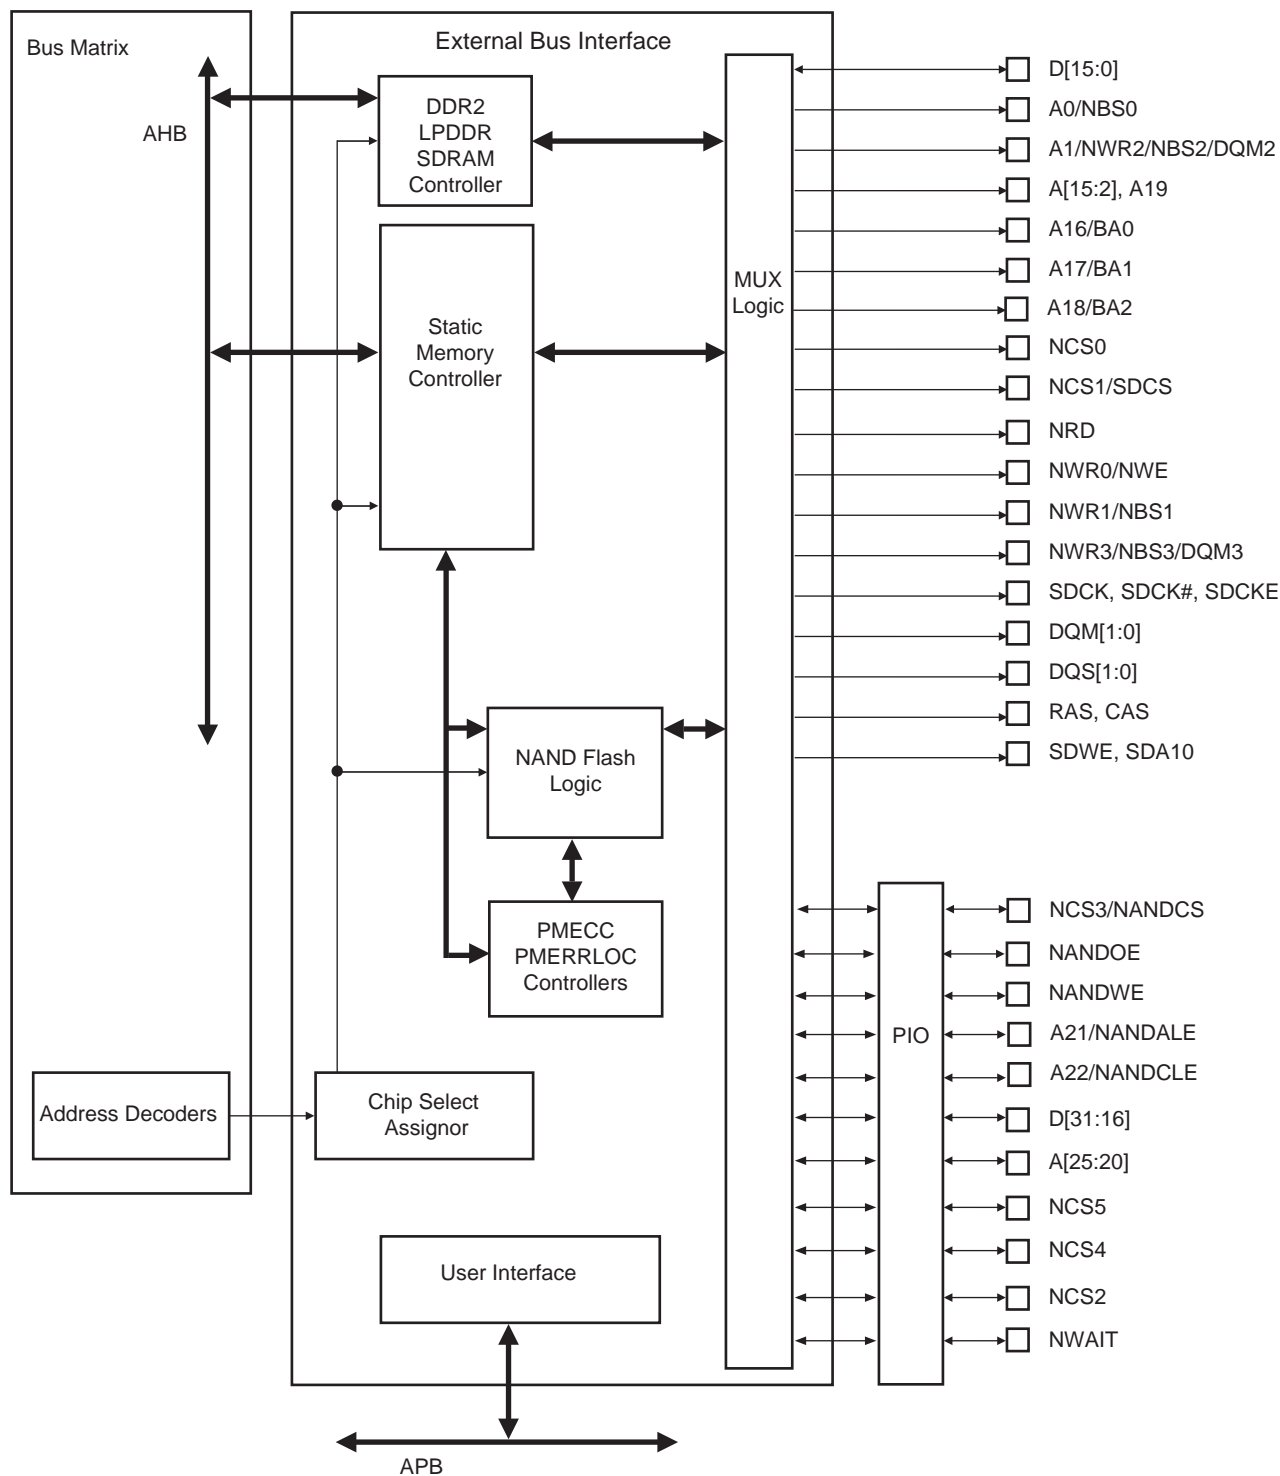 Bus Matrix
External Bus Interface
AHB
DDR2
LPDDR
SDRAM
Controller
Static
Memory
Controller
MUX
Logic
NAND Flash
Logic
PMECC
PMERRLOC
Controllers
Address Decoders
Chip Select
Assignor
User Interface
APB
PIO
D[15:0]
A0/NBS0
A1/NWR2/NBS2/DQM2
A[15:2], A19
A16/BA0
A17/BA1
A18/BA2
NCS0
NCS1/SDCS
NRD
NWR0/NWE
NWR1/NBS1
NWR3/NBS3/DQM3
SDCK, SDCK#, SDCKE
DQM[1:0]
DQS[1:0]
RAS, CAS
SDWE, SDA10
NCS3/NANDCS
NANDOE
NANDWE
A21/NANDALE
A22/NANDCLE
D[31:16]
A[25:20]
NCS5
NCS4
NCS2
NWAIT